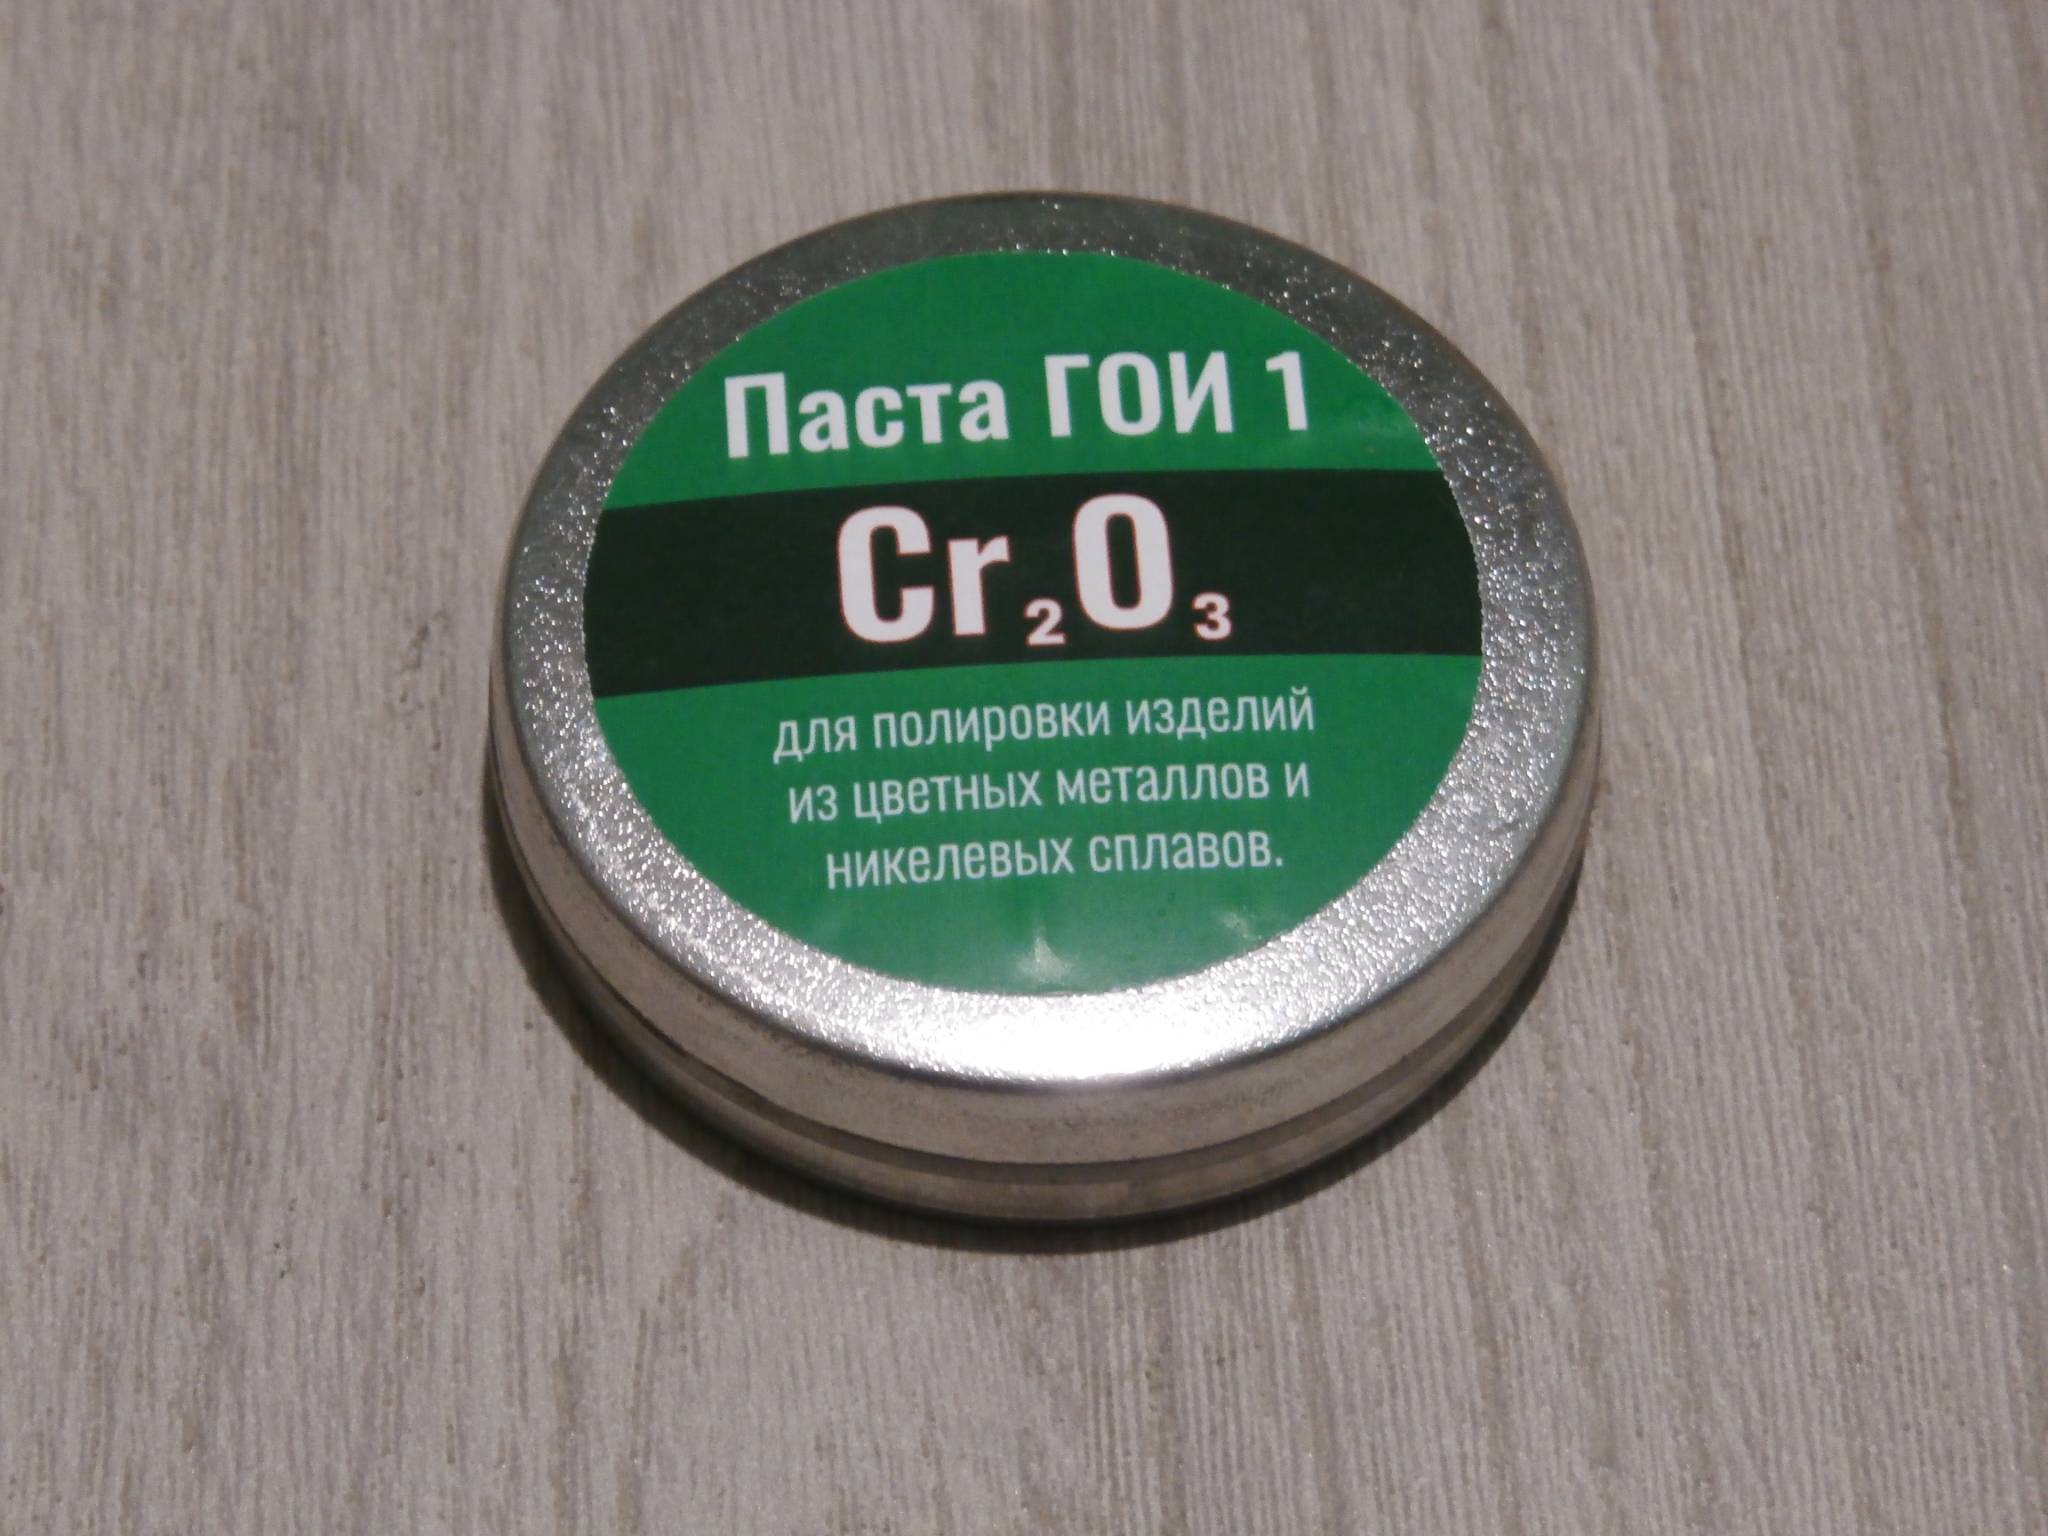 Паста ГОИ 1
Cr₂O₃
для полировки изделий
из цветных металлов и
никелевых сплавов.